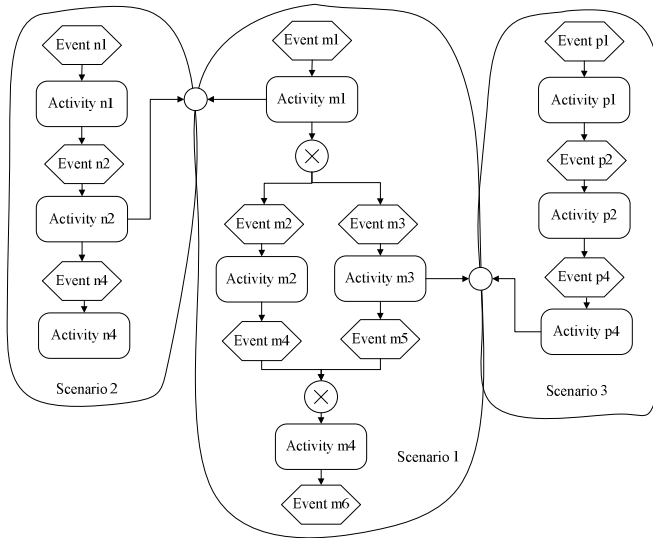 Event n1
Activity n1
Event n2
Activity n2
Event n4
Activity n4
Scenario 2
Event m1
Activity m1
Event m2
Event m3
Activity m2
Activity m3
Event m4
Event m5
Activity m4
Scenario 1
Event m6
Event p1
Activity p1
Event p2
Activity p2
Event p4
Activity p4
Scenario 3